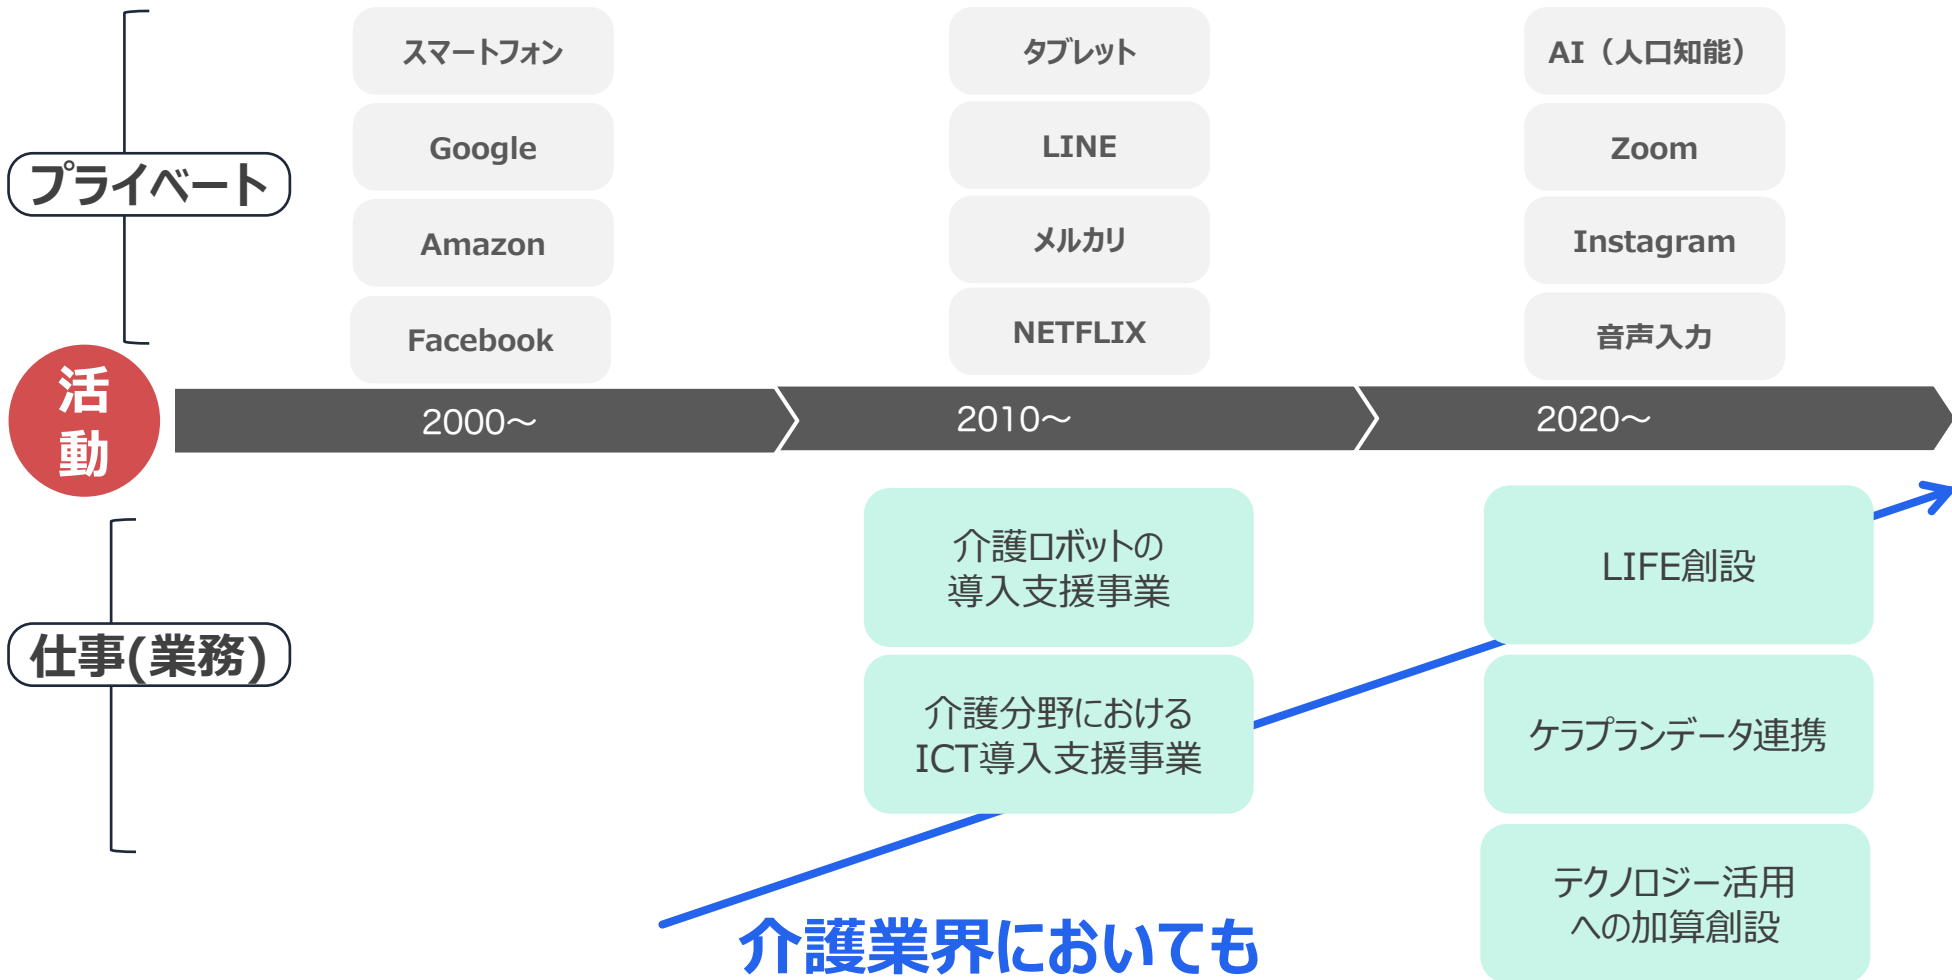 スマートフォン
タブレット
AI（人口知能）
Google
LINE
Zoom
プライベート
Amazon
メルカリ
Instagram
Facebook
NETFLIX
音声入力
活
動
2000～
2010～
2020～
介護ロボットの
導入支援事業
LIFE創設
仕事(業務)
介護分野における
ICT導入支援事業
ケラプランデータ連携
テクノロジー活用
への加算創設
介護業界においても